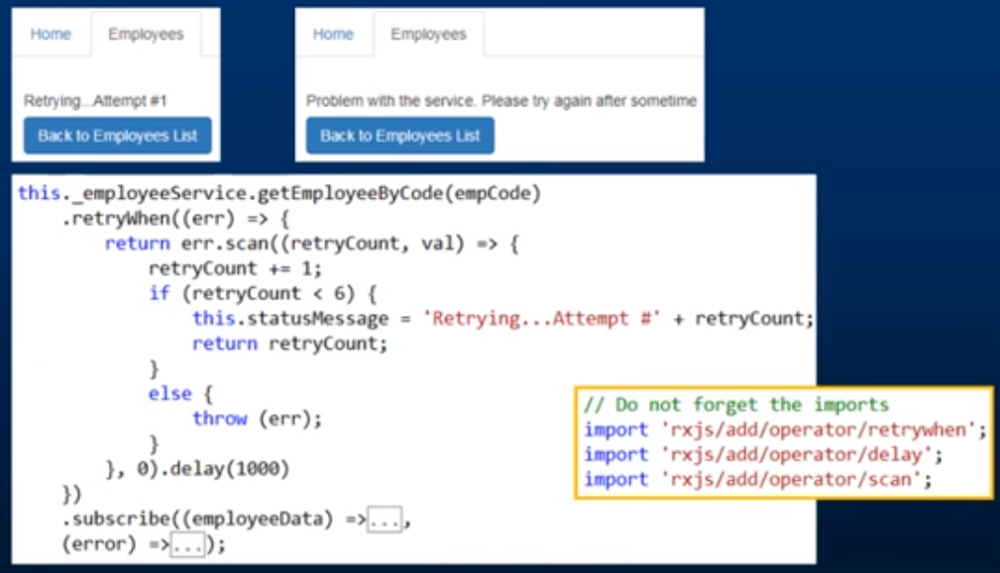 Home Employees
Retrying...Attempt #1
Back to Employees List
Home Employees
Problem with the service. Please try again after sometime
Back to Employees List
this._employeeService.getEmployeeByCode(empCode)
    .retryWhen((err) => {
        return err.scan((retryCount, val) => {
            retryCount += 1;
            if (retryCount < 6) {
                this.statusMessage = 'Retrying...Attempt #' + retryCount;
                return retryCount;
            }
            else {
                throw (err);
            }
        }, 0).delay(1000)
    })
    .subscribe((employeeData) =>...,
    (error) =>...);
// Do not forget the imports
import 'rxjs/add/operator/retrywhen';
import 'rxjs/add/operator/delay';
import 'rxjs/add/operator/scan';